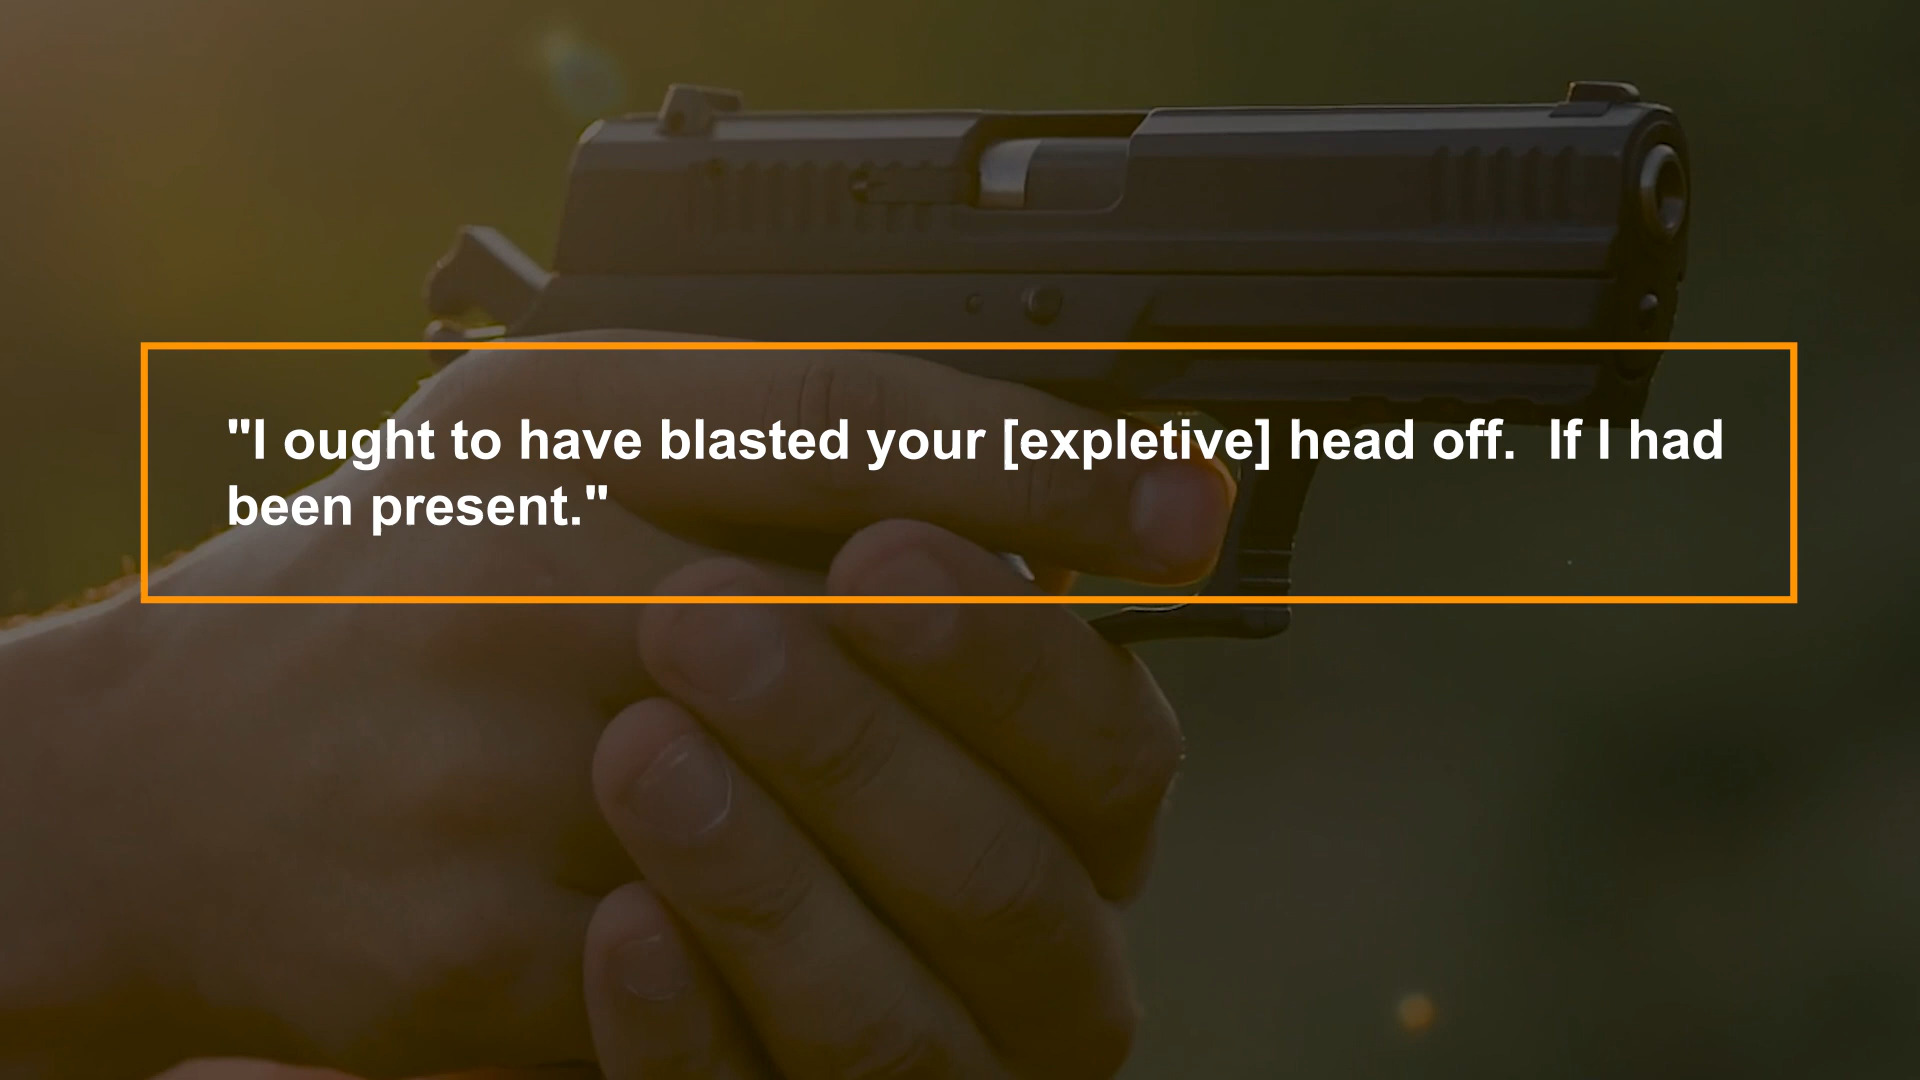 "I ought to have blasted your [expletive] head off.  If I had
been present."